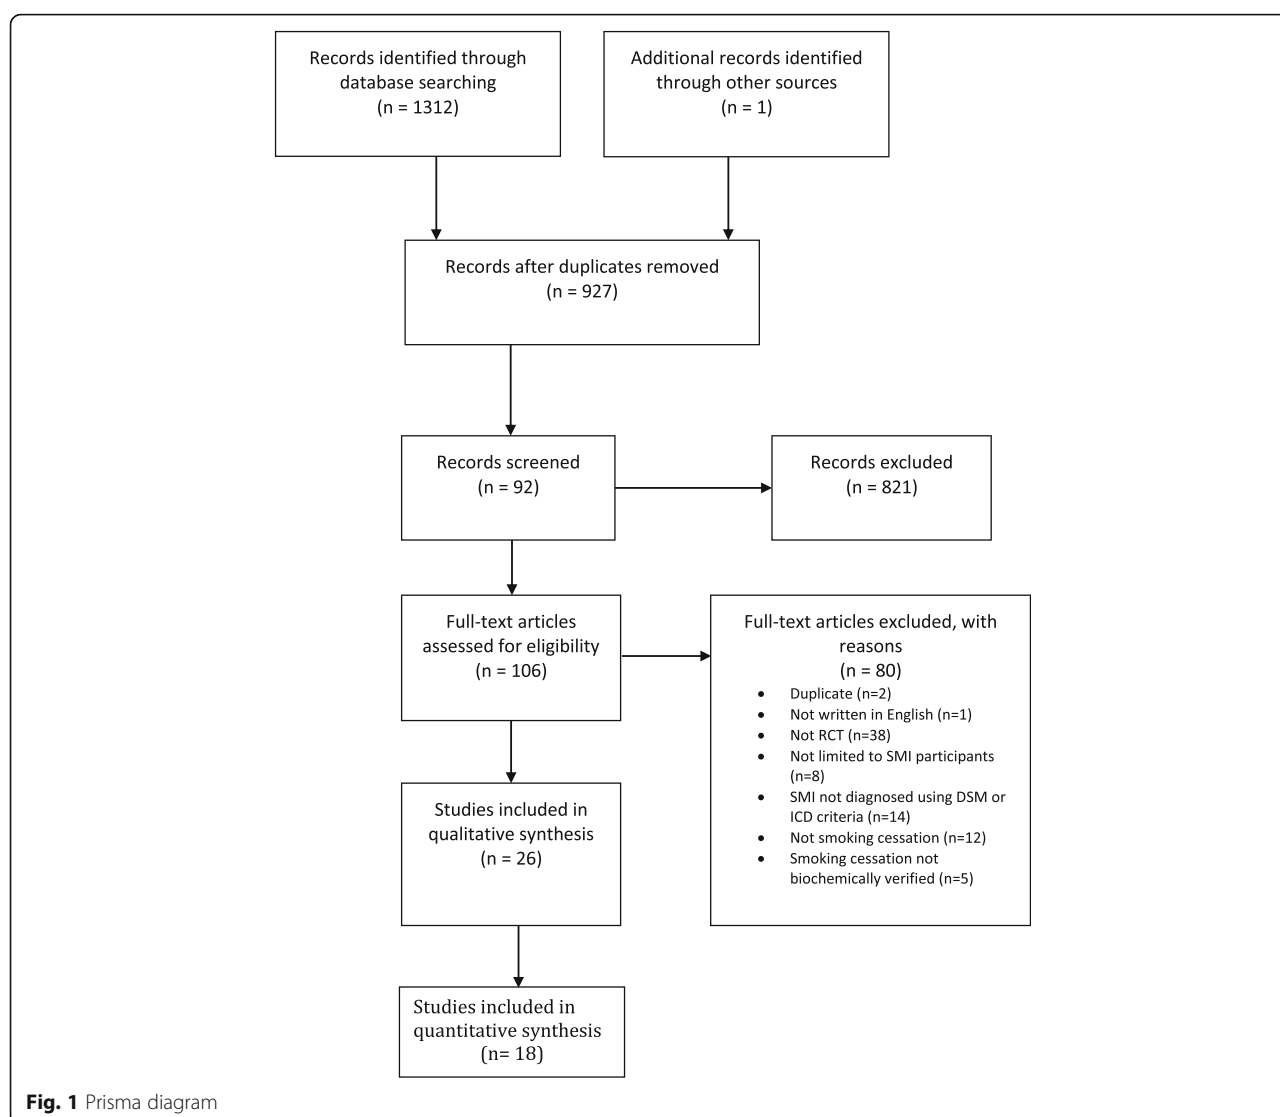 Records identified through
database searching
(n = 1312)
Additional records identified
through other sources
(n = 1)
Records after duplicates removed
(n = 927)
Records screened
(n = 92)
Records excluded
(n = 821)
Full-text articles
assessed for eligibility
(n = 106)
Full-text articles excluded, with
reasons
(n = 80)
• Duplicate (n=2)
• Not written in English (n=1)
• Not RCT (n=38)
• Not limited to SMI participants
(n=8)
• SMI not diagnosed using DSM or
ICD criteria (n=14)
• Not smoking cessation (n=12)
• Smoking cessation not
biochemically verified (n=5)
Studies included in
qualitative synthesis
(n = 26)
Studies included in
quantitative synthesis
(n= 18)
Fig. 1 Prisma diagram